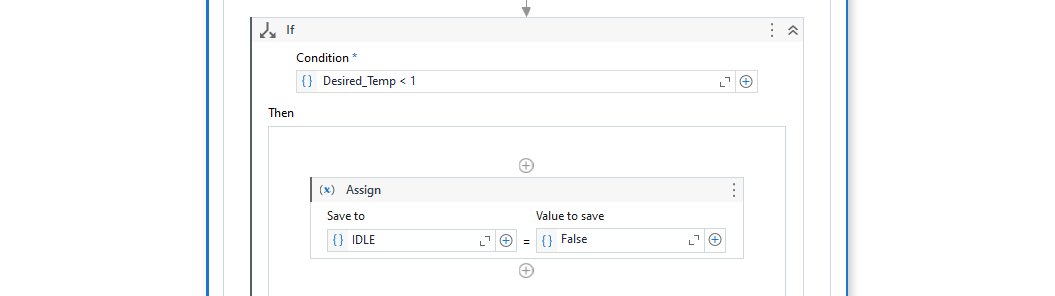 If
Condition *
{} Desired_Temp < 1
Then
(x) Assign
Save to Value to save
{} IDLE = {} False